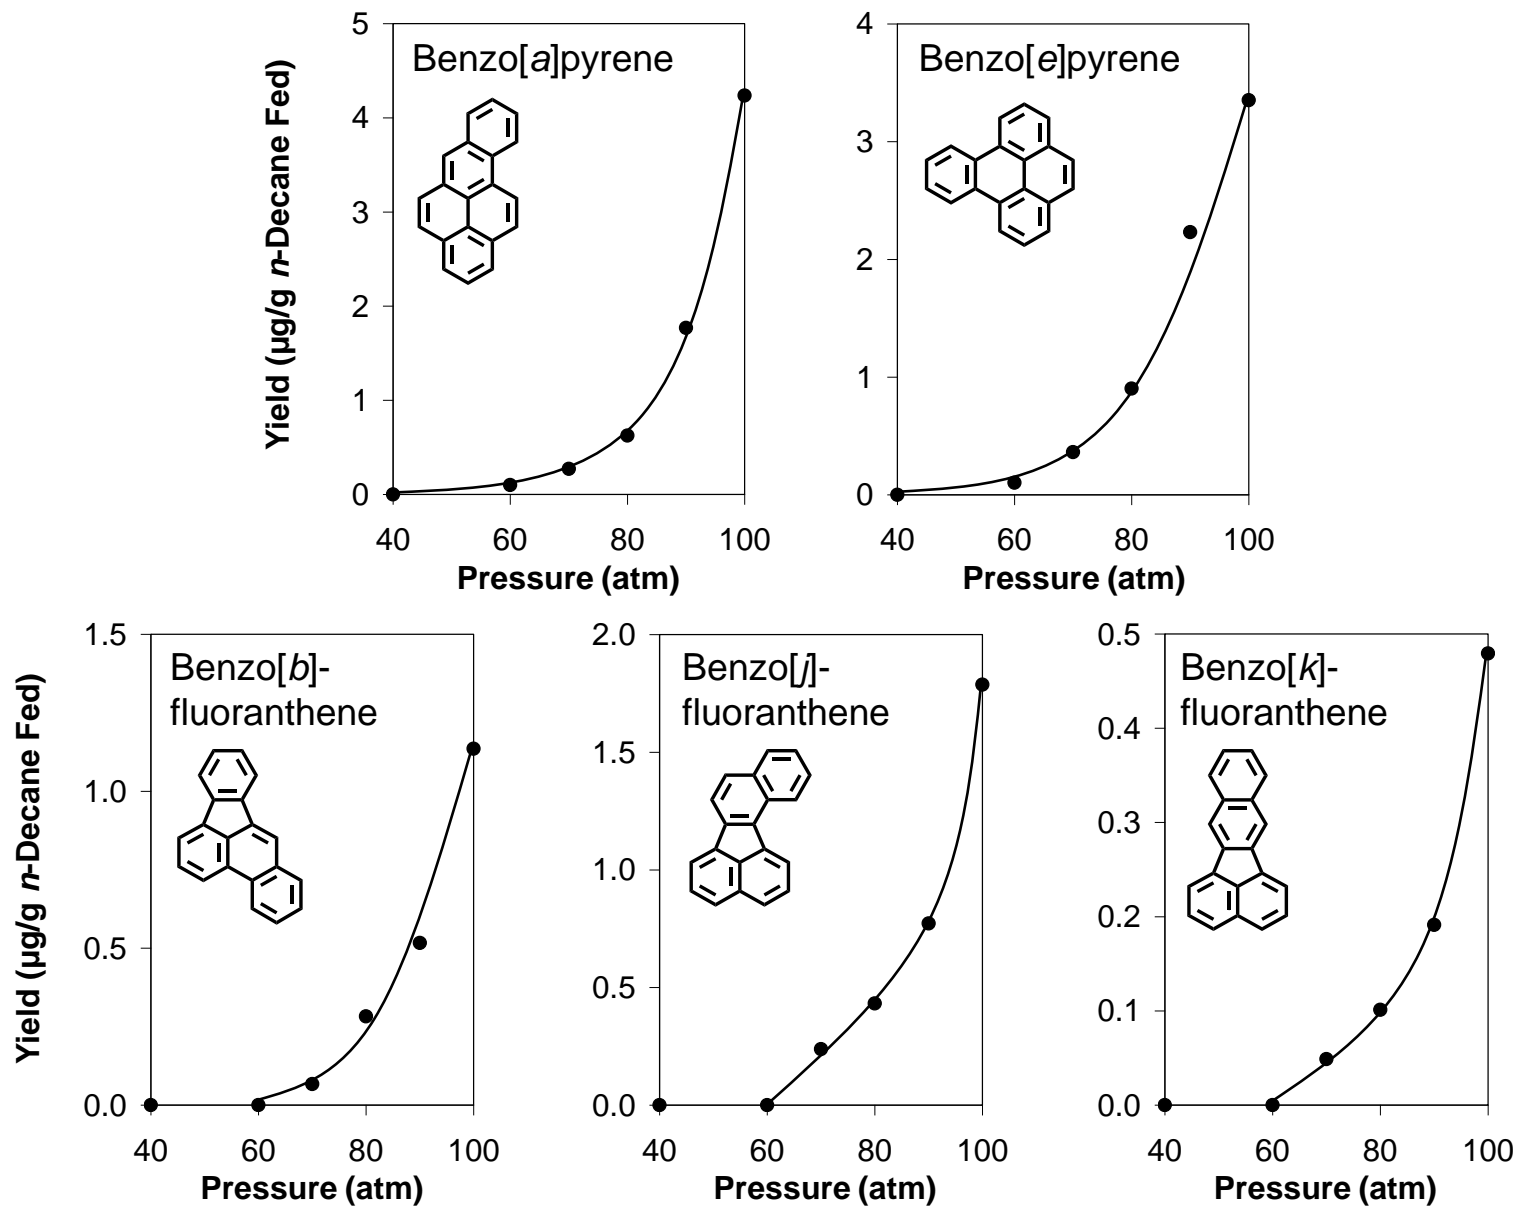 Benzo[a]pyrene
Yield (µg/g n-Decane Fed)
5
4
3
2
1
0
40 60 80 100
Pressure (atm)
Benzo[e]pyrene
4
3
2
1
0
40 60 80 100
Pressure (atm)
Benzo[b]-
fluoranthene
Yield (µg/g n-Decane Fed)
1.5
1.0
0.5
0.0
40 60 80 100
Pressure (atm)
Benzo[j]-
fluoranthene
2.0
1.5
1.0
0.5
0.0
40 60 80 100
Pressure (atm)
Benzo[k]-
fluoranthene
0.5
0.4
0.3
0.2
0.1
0.0
40 60 80 100
Pressure (atm)